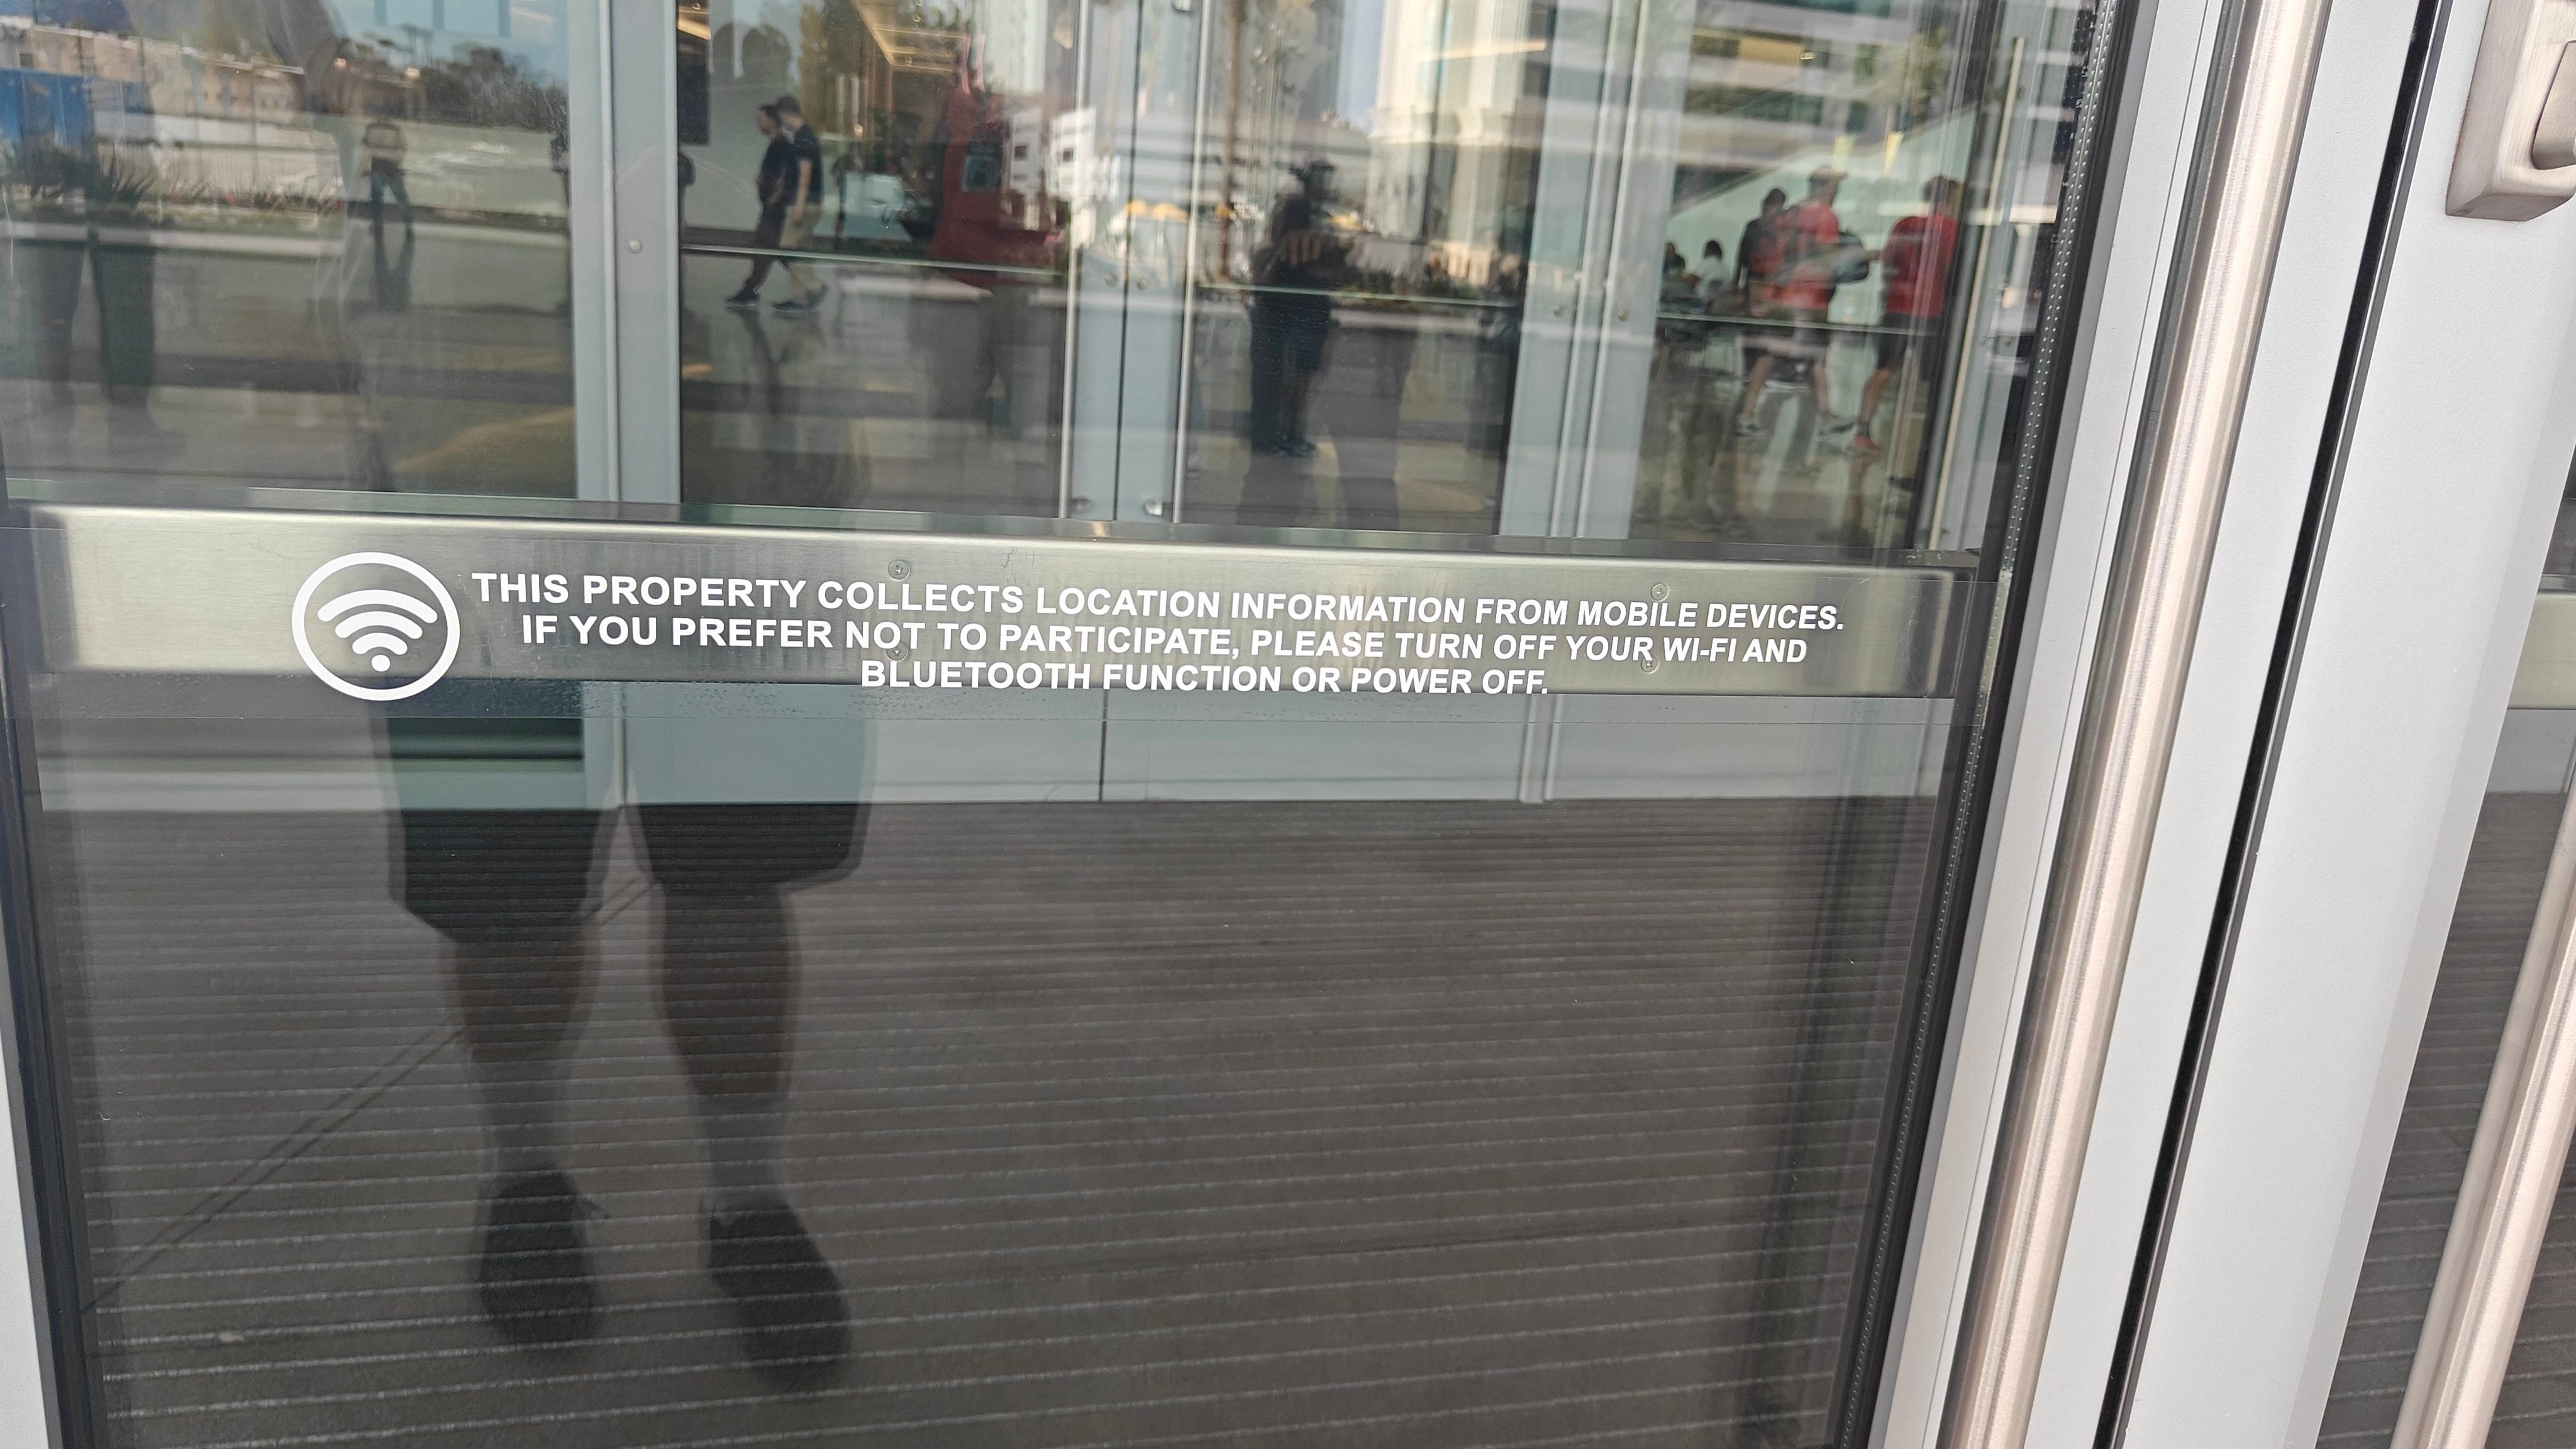 THIS PROPERTY COLLECTS LOCATION INFORMATION FROM MOBILE DEVICES.
IF YOU PREFER NOT TO PARTICIPATE, PLEASE TURN OFF YOUR WI-FI AND
BLUETOOTH FUNCTION OR POWER OFF.